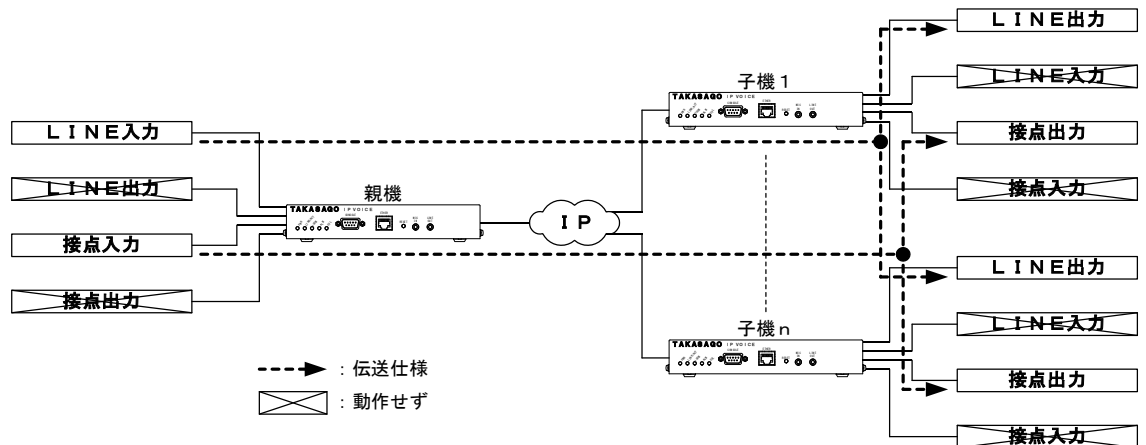 LINE出力
子機1
LINE入力
TAKASAGO IP VOICE
LINE入力
接点出力
LINE出力
親機
接点入力
TAKASAGO IP VOICE
IP
接点入力
LINE出力
接点出力
LINE入力
子機n
TAKASAGO IP VOICE
接点出力
：伝送仕様
：動作せず
接点入力